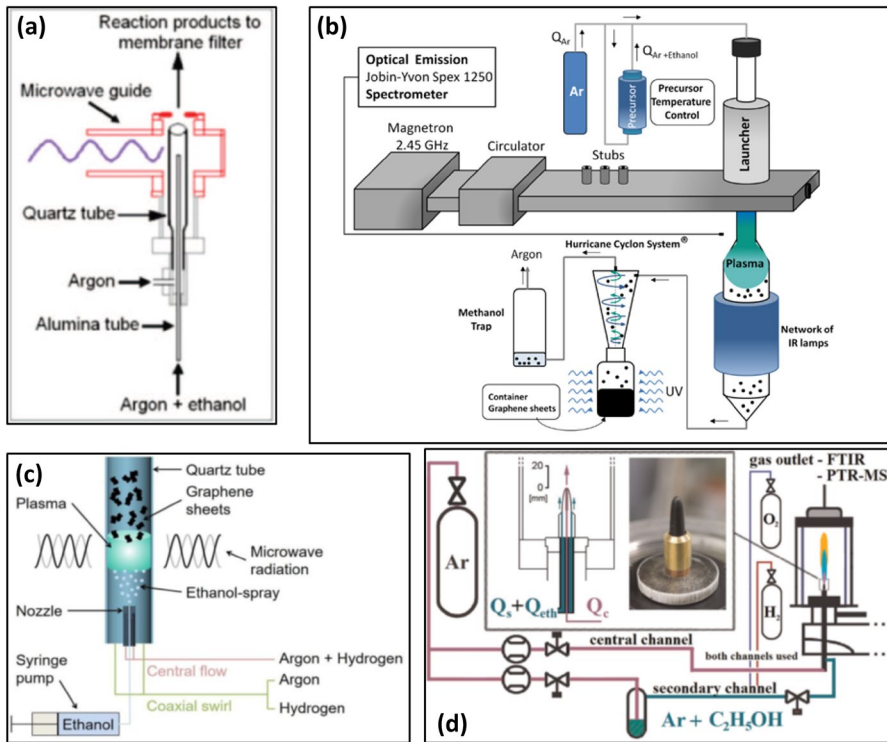 (a)
Reaction products to
membrane filter
Microwave guide
Quartz tube
Argon
Alumina tube
Argon + ethanol
(b)
Optical Emission
Jobin-Yvon Spex 1250
Spectrometer
Q_Ar
Ar
Q_Ar +Ethanol
Precursor
Precursor
Temperature
Control
Launcher
Magnetron
2.45 GHz
Circulator
Stubs
Hurricane Cyclon System®
Plasma
Argon
Methanol
Trap
Network of
IR lamps
Container
Graphene sheets
UV
(c)
Quartz tube
Graphene
sheets
Plasma
Microwave
radiation
Ethanol-spray
Nozzle
Argon + Hydrogen
Central flow
Syringe
pump
Argon
Coaxial swirl
Ethanol
Hydrogen
(d)
gas outlet - FTIR
- PTR-MS
20
0
[mm]
Ar
O₂
H₂
Qₛ+Q_eth
Q_c
central channel
both channels used
secondary channel
Ar + C₂H₅OH